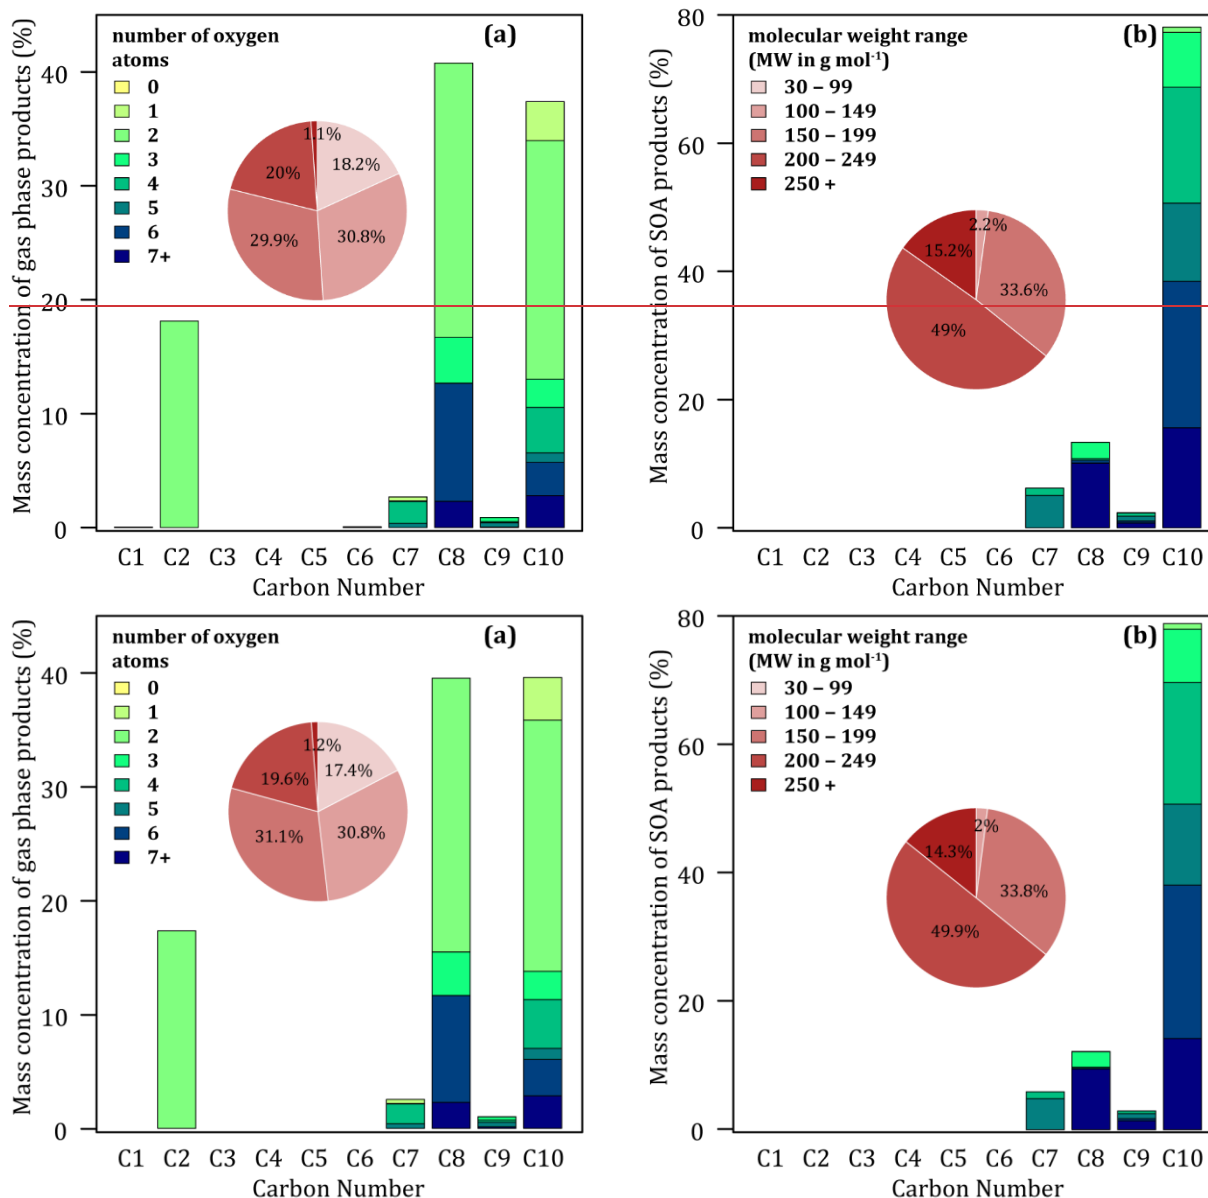 number of oxygen
atoms
0
1
2
3
4
5
6
7+
(a)
1.1%
18.2%
20%
29.9%
30.8%
Mass concentration of gas phase products (%)
40
30
20
10
0
C1 C2 C3 C4 C5 C6 C7 C8 C9 C10
Carbon Number
molecular weight range
(MW in g mol-1)
30 – 99
100 – 149
150 – 199
200 – 249
250 +
(b)
2.2%
15.2%
33.6%
49%
Mass concentration of SOA products (%)
80
60
40
20
0
C1 C2 C3 C4 C5 C6 C7 C8 C9 C10
Carbon Number
number of oxygen
atoms
0
1
2
3
4
5
6
7+
(a)
1.2%
17.4%
19.6%
31.1%
30.8%
Mass concentration of gas phase products (%)
40
30
20
10
0
C1 C2 C3 C4 C5 C6 C7 C8 C9 C10
Carbon Number
molecular weight range
(MW in g mol-1)
30 – 99
100 – 149
150 – 199
200 – 249
250 +
(b)
2%
14.3%
33.8%
49.9%
Mass concentration of SOA products (%)
80
60
40
20
0
C1 C2 C3 C4 C5 C6 C7 C8 C9 C10
Carbon Number